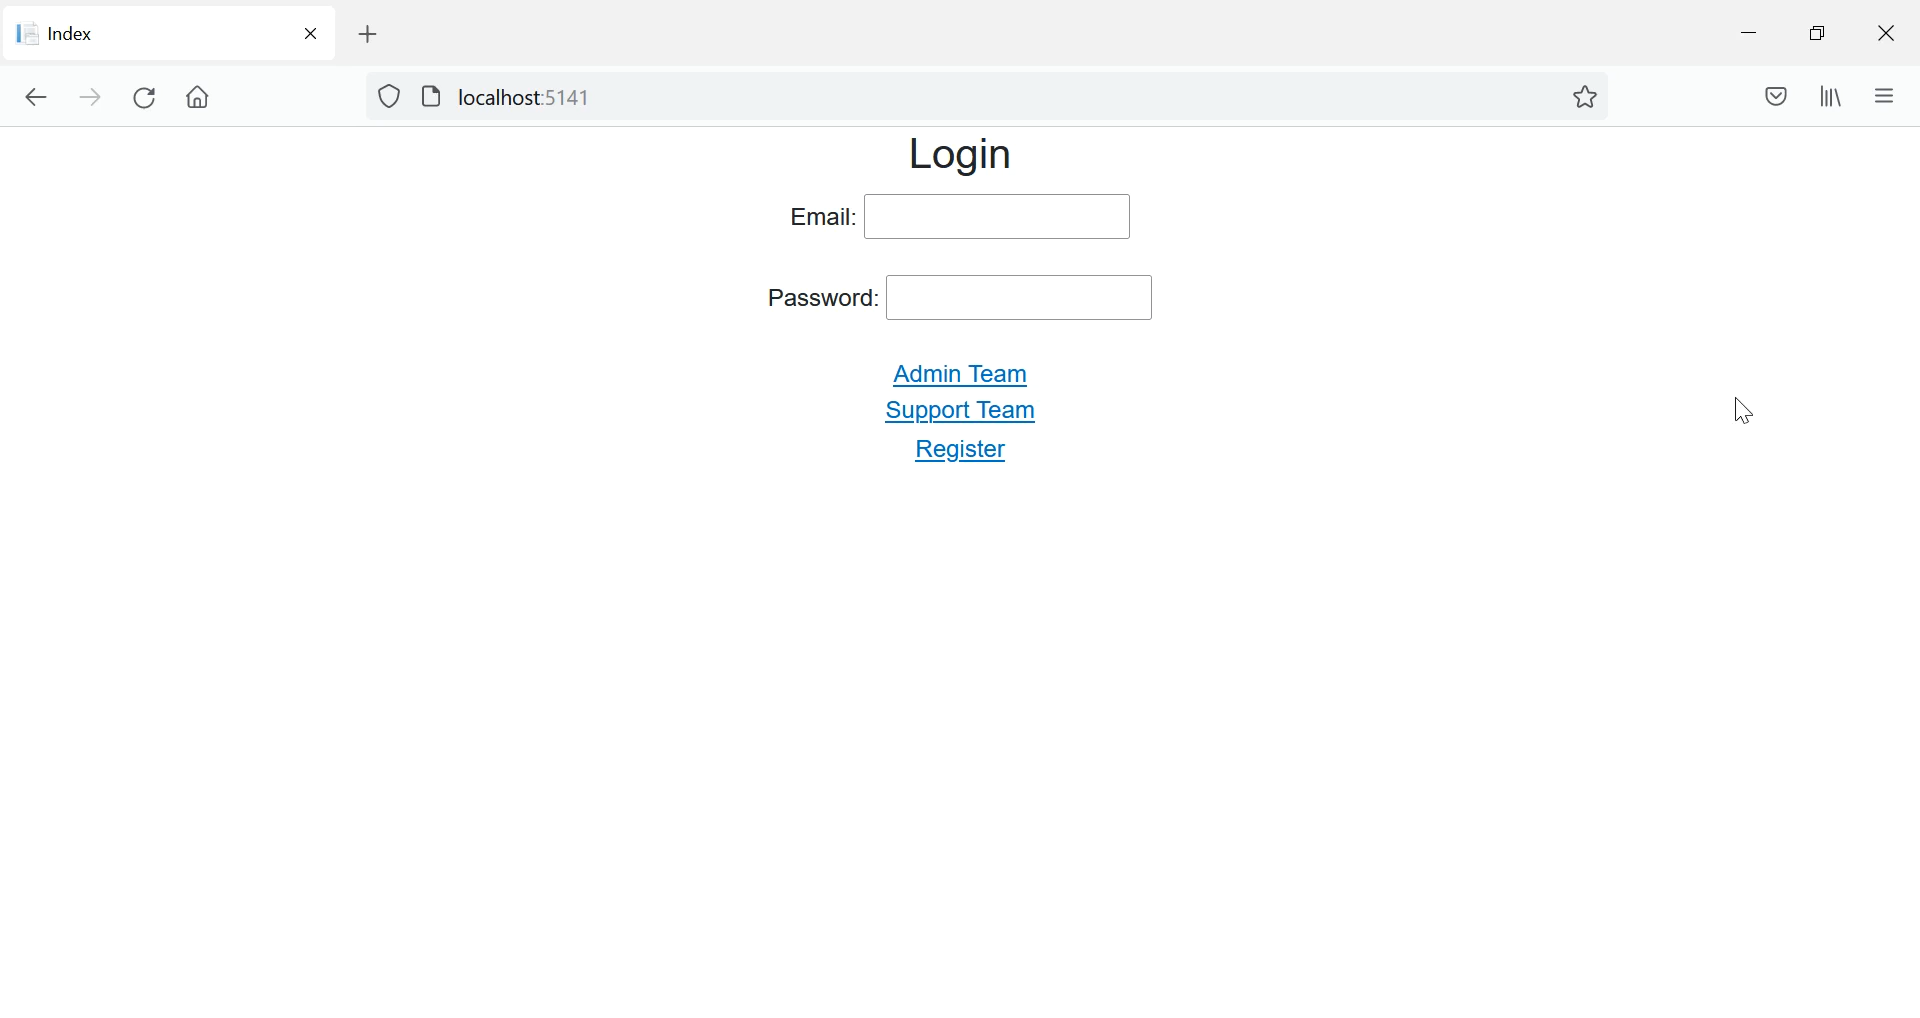 Index
localhost:5141
Login
Email:
Password:
Admin Team
Support Team
Register